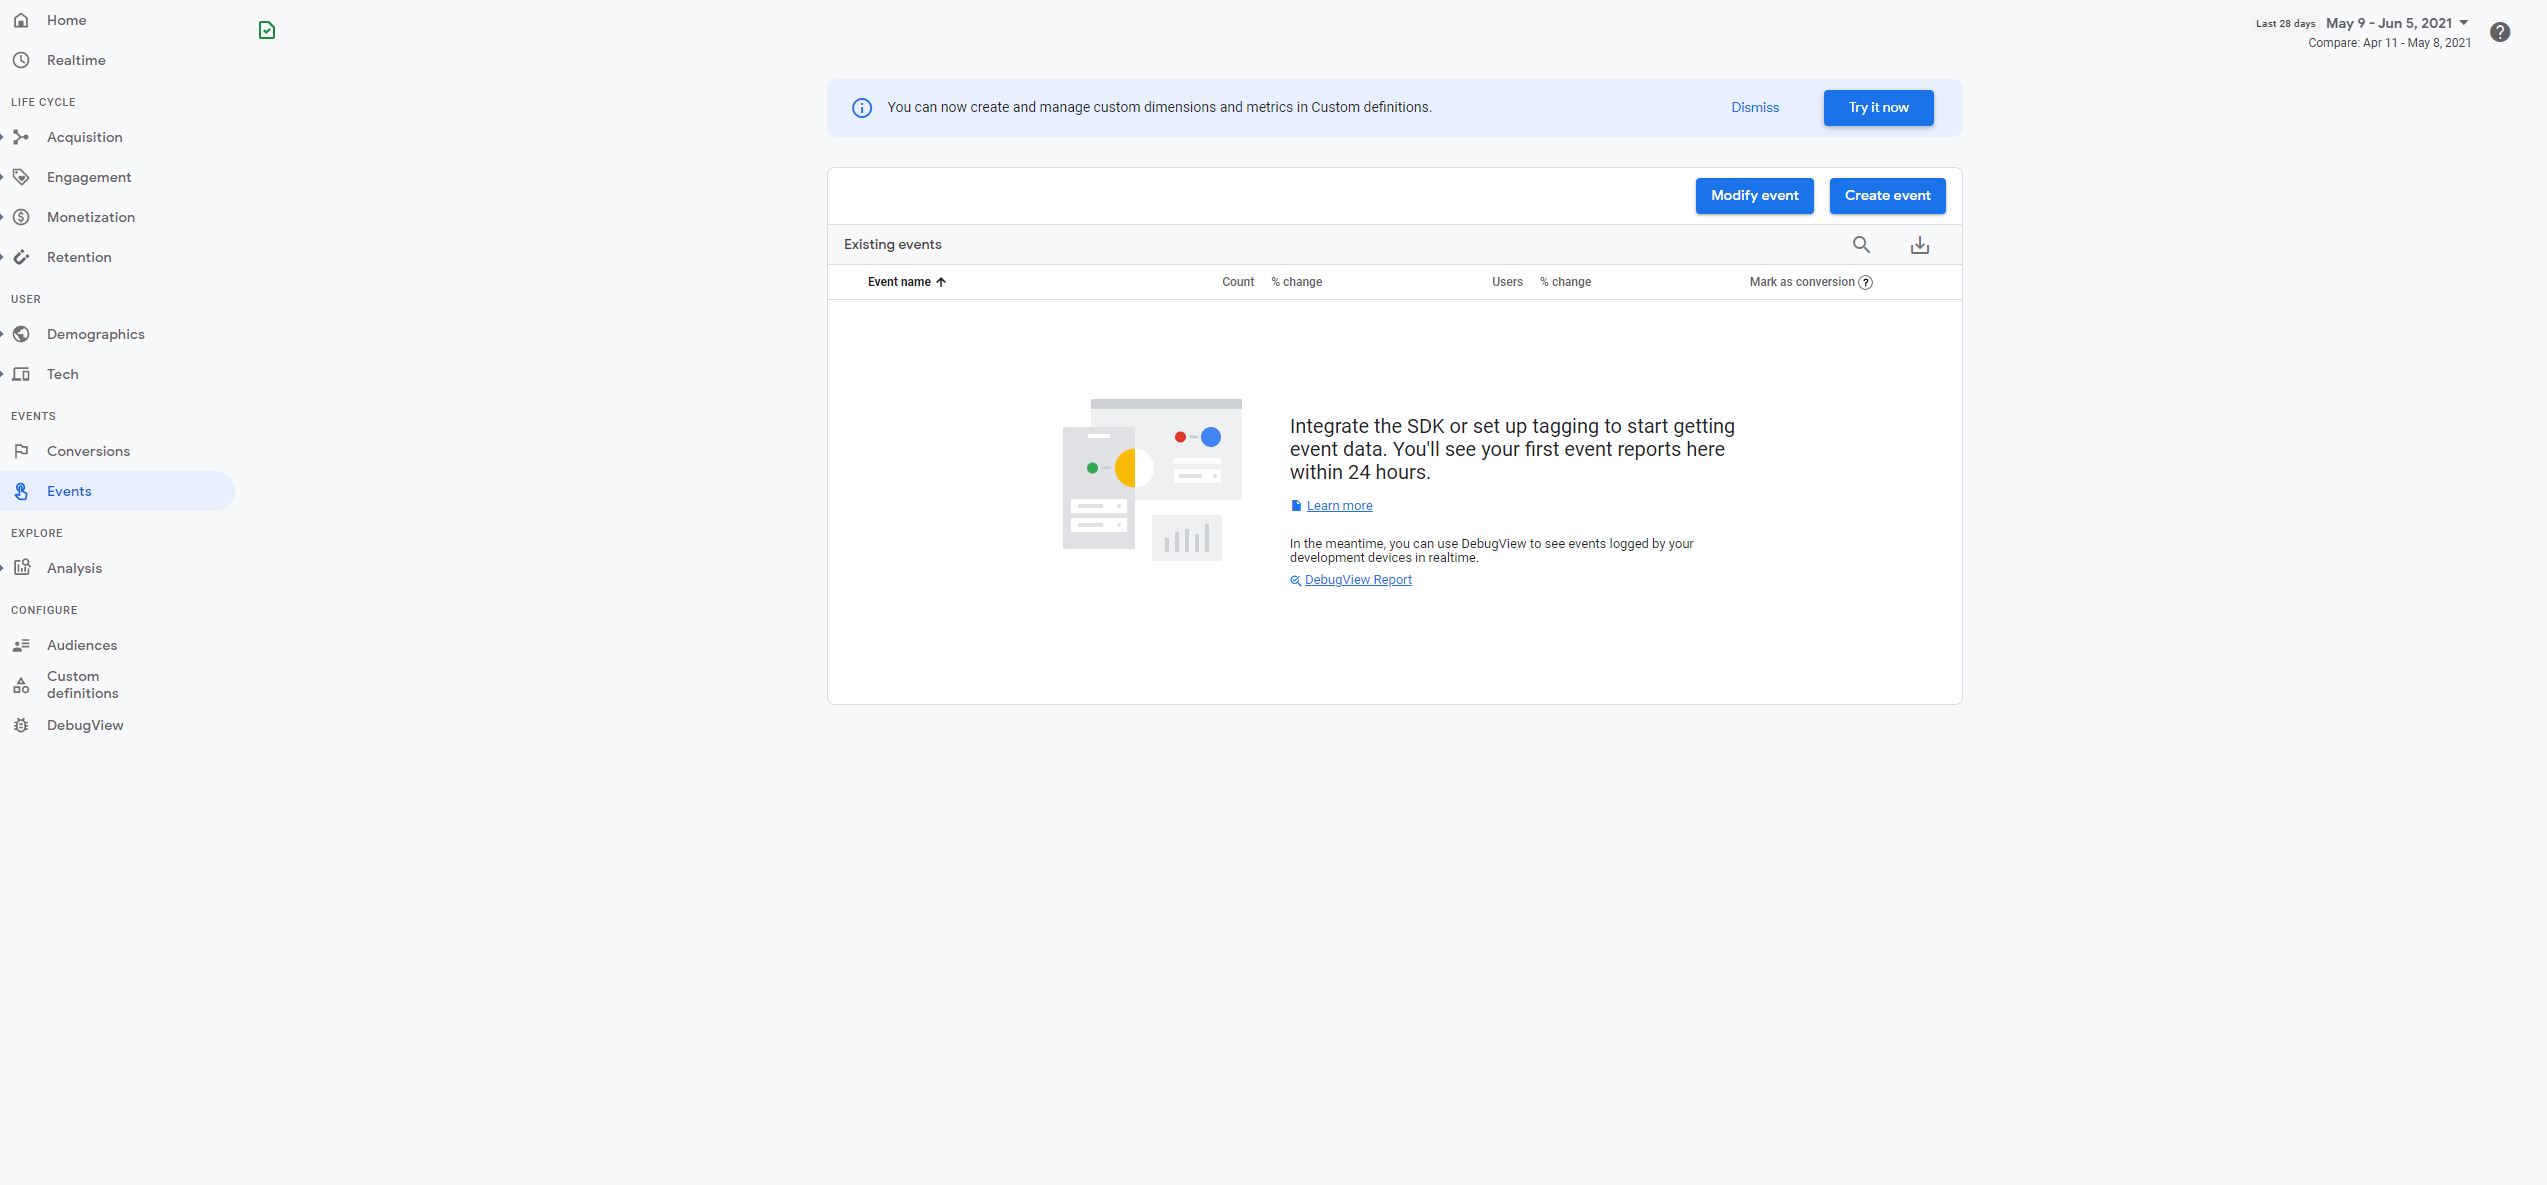 Home
Realtime
LIFE CYCLE
Acquisition
Engagement
Monetization
Retention
USER
Demographics
Tech
EVENTS
Conversions
Events
EXPLORE
Analysis
CONFIGURE
Audiences
Custom
definitions
DebugView
Last 28 days May 9 - Jun 5, 2021
Compare: Apr 11 - May 8, 2021
You can now create and manage custom dimensions and metrics in Custom definitions. Dismiss Try it now
Modify event Create event
Existing events
Event name Count % change Users % change Mark as conversion
Integrate the SDK or set up tagging to start getting
event data. You'll see your first event reports here
within 24 hours.
Learn more
In the meantime, you can use DebugView to see events logged by your
development devices in realtime.
DebugView Report